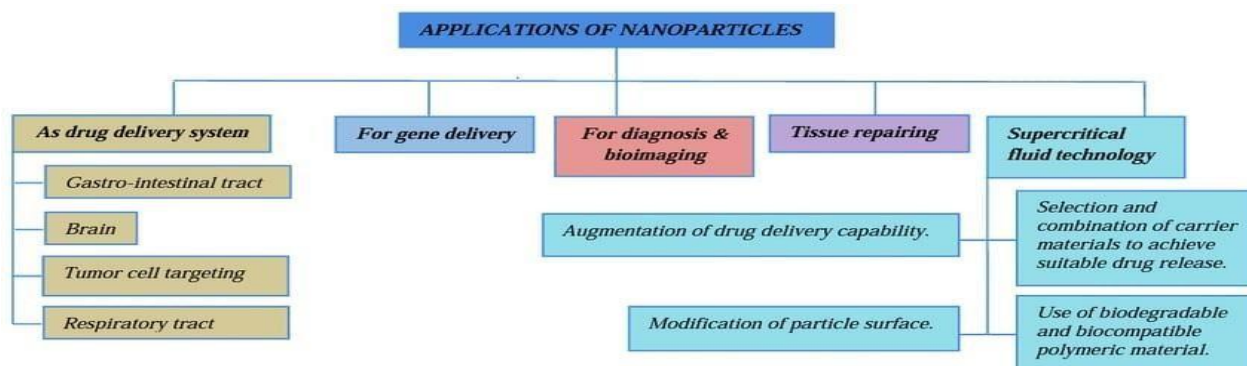 APPLICATIONS OF NANOPARTICLES
As drug delivery system
For gene delivery
For diagnosis &
bioimaging
Tissue repairing
Supercritical
fluid technology
Gastro-intestinal tract
Brain
Tumor cell targeting
Respiratory tract
Augmentation of drug delivery capability.
Selection and
combination of carrier
materials to achieve
suitable drug release.
Modification of particle surface.
Use of biodegradable
and biocompatible
polymeric material.